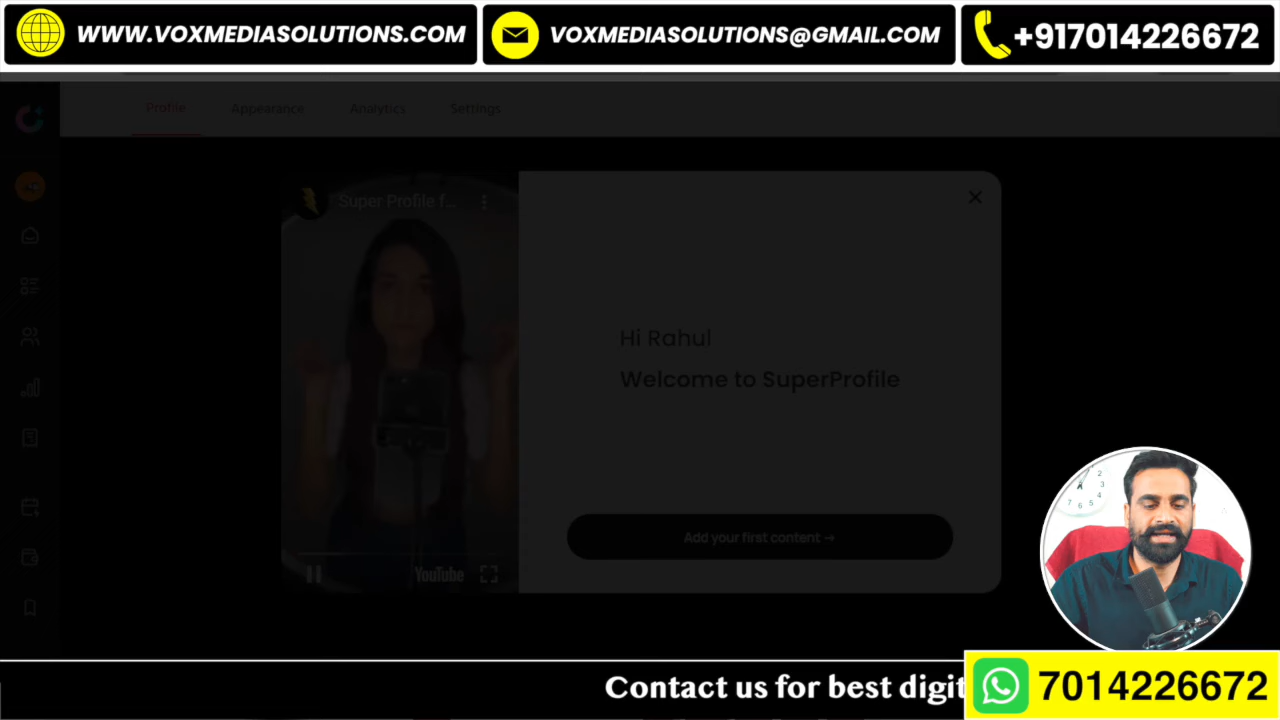 WWW.VOXMEDIASOLUTIONS.COM
VOXMEDIASOLUTIONS@GMAIL.COM
+917014226672
Profile
Appearance
Analytics
Settings
Super Profile f...
Hi Rahul
Welcome to SuperProfile
Add your first content →
YouTube
Contact us for best digit
7014226672